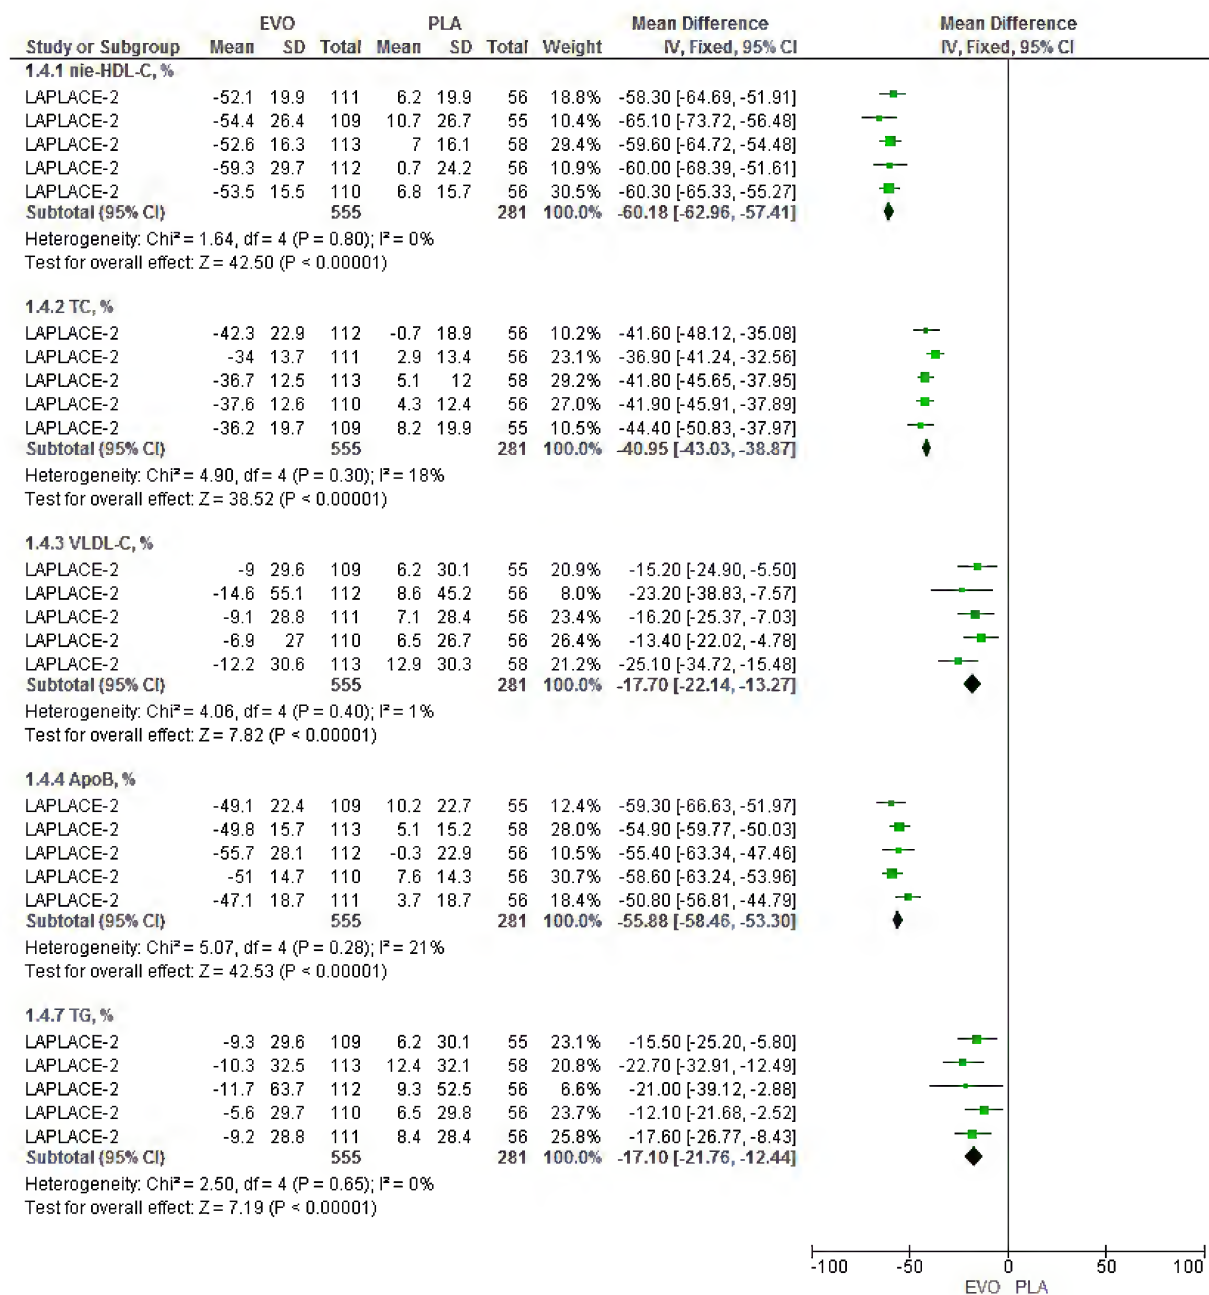 EVO PLA Mean Difference Mean Difference
Study or Subgroup Mean SD Total Mean SD Total Weight IV, Fixed, 95% CI IV, Fixed, 95% CI
1.4.1 nie-HDL-C, %
LAPLACE-2 -52.1 19.9 111 6.2 19.9 56 18.8% -58.30 [-64.69, -51.91]
LAPLACE-2 -54.4 26.4 109 10.7 26.7 55 10.4% -65.10 [-73.72, -56.48]
LAPLACE-2 -52.6 16.3 113 7 16.1 58 29.4% -59.60 [-64.72, -54.48]
LAPLACE-2 -59.3 29.7 112 0.7 24.2 56 10.9% -60.00 [-68.39, -51.61]
LAPLACE-2 -53.5 15.5 110 6.8 15.7 56 30.5% -60.30 [-65.33, -55.27]
Subtotal (95% CI) 555 281 100.0% -60.18 [-62.96, -57.41]
Heterogeneity: Chi² = 1.64, df = 4 (P = 0.80); I² = 0%
Test for overall effect: Z = 42.50 (P < 0.00001)
1.4.2 TC, %
LAPLACE-2 -42.3 22.9 112 -0.7 18.9 56 10.2% -41.60 [-48.12, -35.08]
LAPLACE-2 -34 13.7 111 2.9 13.4 56 23.1% -36.90 [-41.24, -32.56]
LAPLACE-2 -36.7 12.5 113 5.1 12 58 29.2% -41.80 [-45.65, -37.95]
LAPLACE-2 -37.6 12.6 110 4.3 12.4 56 27.0% -41.90 [-45.91, -37.89]
LAPLACE-2 -36.2 19.7 109 8.2 19.9 55 10.5% -44.40 [-50.83, -37.97]
Subtotal (95% CI) 555 281 100.0% -40.95 [-43.03, -38.87]
Heterogeneity: Chi² = 4.90, df = 4 (P = 0.30); I² = 18%
Test for overall effect: Z = 38.52 (P < 0.00001)
1.4.3 VLDL-C, %
LAPLACE-2 -9 29.6 109 6.2 30.1 55 20.9% -15.20 [-24.90, -5.50]
LAPLACE-2 -14.6 55.1 112 8.6 45.2 56 8.0% -23.20 [-38.83, -7.57]
LAPLACE-2 -9.1 28.8 111 7.1 28.4 56 23.4% -16.20 [-25.37, -7.03]
LAPLACE-2 -6.9 27 110 6.5 26.7 56 26.4% -13.40 [-22.02, -4.78]
LAPLACE-2 -12.2 30.6 113 12.9 30.3 58 21.2% -25.10 [-34.72, -15.48]
Subtotal (95% CI) 555 281 100.0% -17.70 [-22.14, -13.27]
Heterogeneity: Chi² = 4.06, df = 4 (P = 0.40); I² = 1%
Test for overall effect: Z = 7.82 (P < 0.00001)
1.4.4 ApoB, %
LAPLACE-2 -49.1 22.4 109 10.2 22.7 55 12.4% -59.30 [-66.63, -51.97]
LAPLACE-2 -49.8 15.7 113 5.1 15.2 58 28.0% -54.90 [-59.77, -50.03]
LAPLACE-2 -55.7 28.1 112 -0.3 22.9 56 10.5% -55.40 [-63.34, -47.46]
LAPLACE-2 -51 14.7 110 7.6 14.3 56 30.7% -58.60 [-63.24, -53.96]
LAPLACE-2 -47.1 18.7 111 3.7 18.7 56 18.4% -50.80 [-56.81, -44.79]
Subtotal (95% CI) 555 281 100.0% -55.88 [-58.46, -53.30]
Heterogeneity: Chi² = 5.07, df = 4 (P = 0.28); I² = 21%
Test for overall effect: Z = 42.53 (P < 0.00001)
1.4.7 TG, %
LAPLACE-2 -9.3 29.6 109 6.2 30.1 55 23.1% -15.50 [-25.20, -5.80]
LAPLACE-2 -10.3 32.5 113 12.4 32.1 58 20.8% -22.70 [-32.91, -12.49]
LAPLACE-2 -11.7 63.7 112 9.3 52.5 56 6.6% -21.00 [-39.12, -2.88]
LAPLACE-2 -5.6 29.7 110 6.5 29.8 56 23.7% -12.10 [-21.68, -2.52]
LAPLACE-2 -9.2 28.8 111 8.4 28.4 56 25.8% -17.60 [-26.77, -8.43]
Subtotal (95% CI) 555 281 100.0% -17.10 [-21.76, -12.44]
Heterogeneity: Chi² = 2.50, df = 4 (P = 0.65); I² = 0%
Test for overall effect: Z = 7.19 (P < 0.00001)
-100 -50 0 50 100
EVO PLA